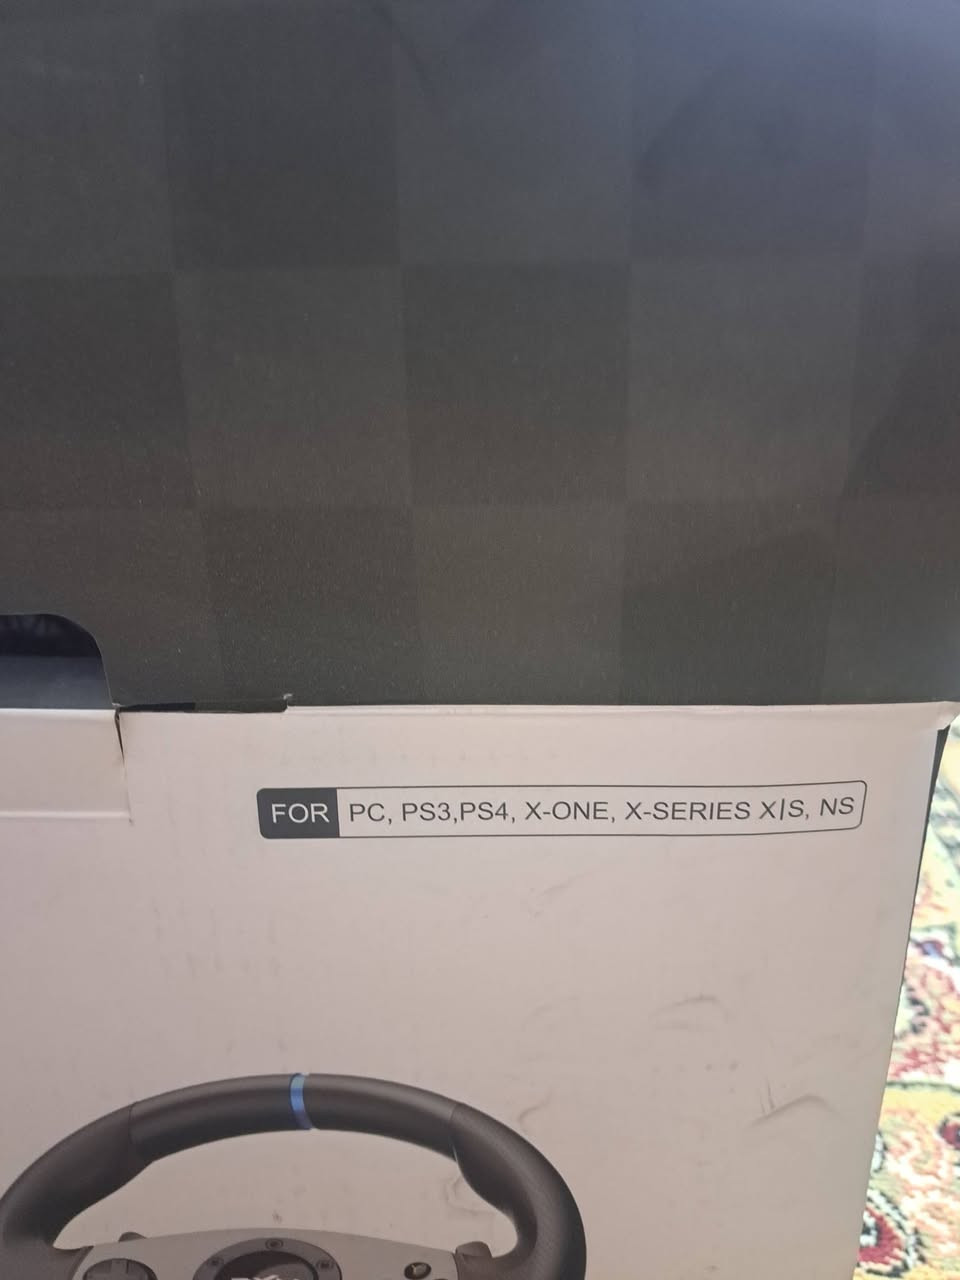 FOR PC, PS3,PS4, X-ONE, X-SERIES X|S, NS